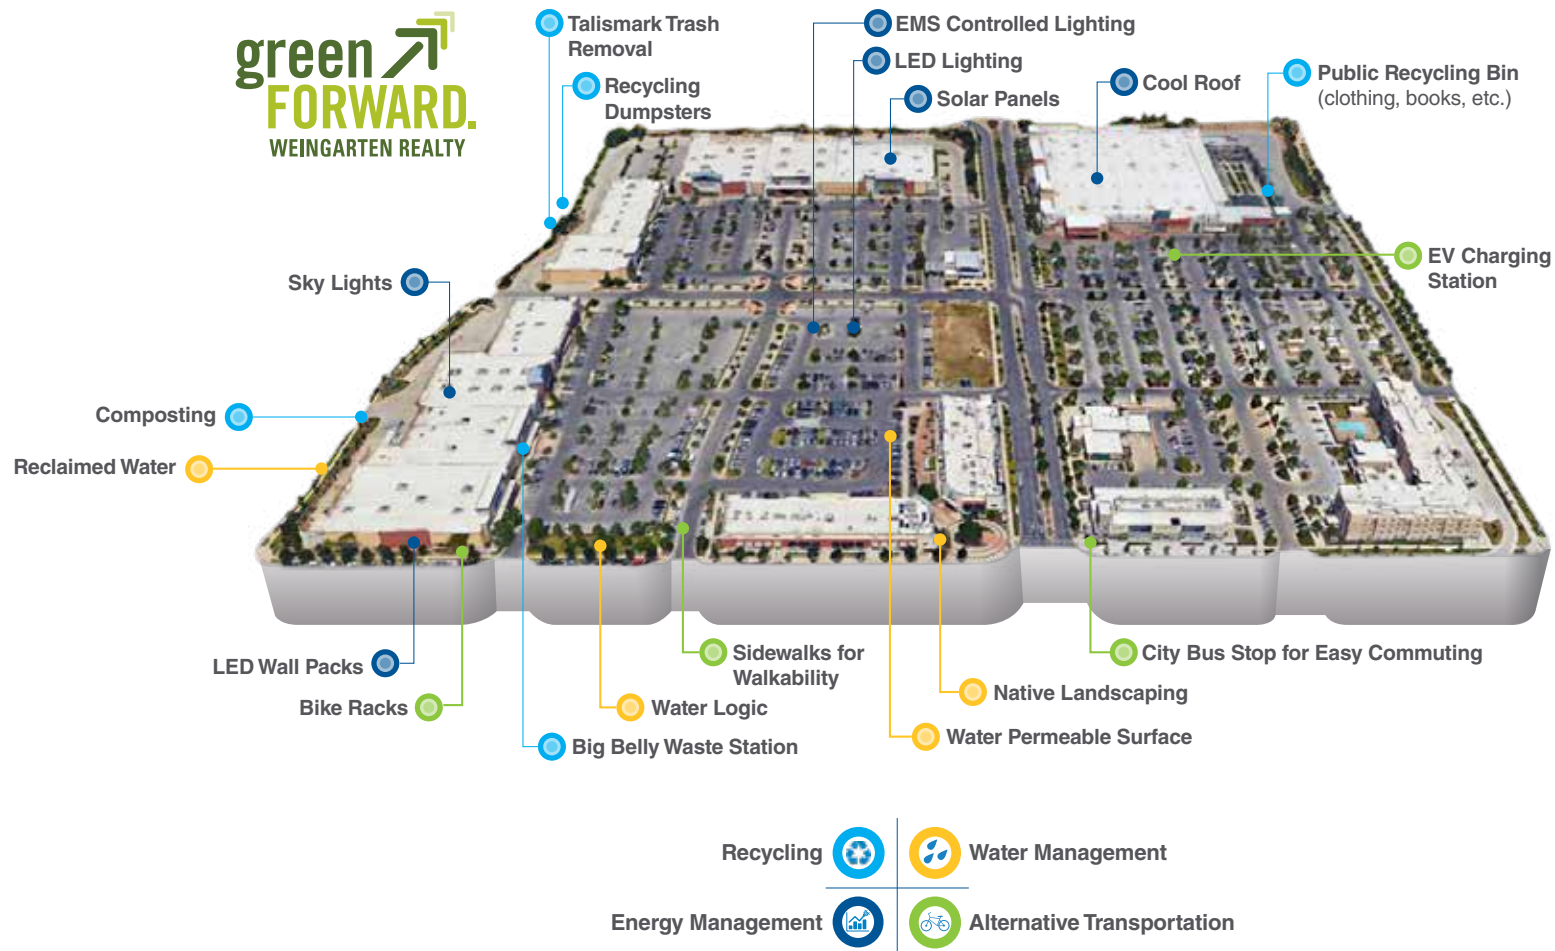 green
FORWARD.
WEINGARTEN REALTY
Talismark Trash
Removal
Recycling
Dumpsters
EMS Controlled Lighting
LED Lighting
Solar Panels
Cool Roof
Public Recycling Bin
(clothing, books, etc.)
EV Charging
Station
Sky Lights
Composting
Reclaimed Water
LED Wall Packs
Bike Racks
Sidewalks for
Walkability
Water Logic
Big Belly Waste Station
City Bus Stop for Easy Commuting
Native Landscaping
Water Permeable Surface
Recycling
Water Management
Energy Management
Alternative Transportation